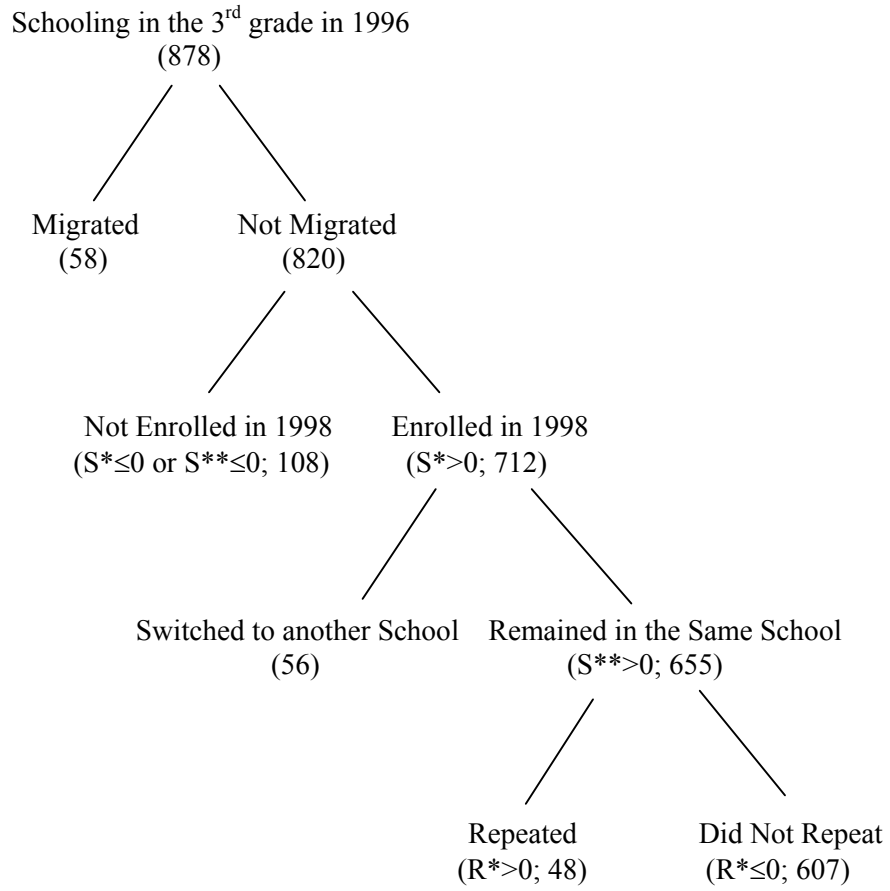 Schooling in the 3rd grade in 1996
(878)
Migrated
(58)
Not Migrated
(820)
Not Enrolled in 1998
(S*≤0 or S**≤0; 108)
Enrolled in 1998
(S*>0; 712)
Switched to another School
(56)
Remained in the Same School
(S**>0; 655)
Repeated
(R*>0; 48)
Did Not Repeat
(R*≤0; 607)